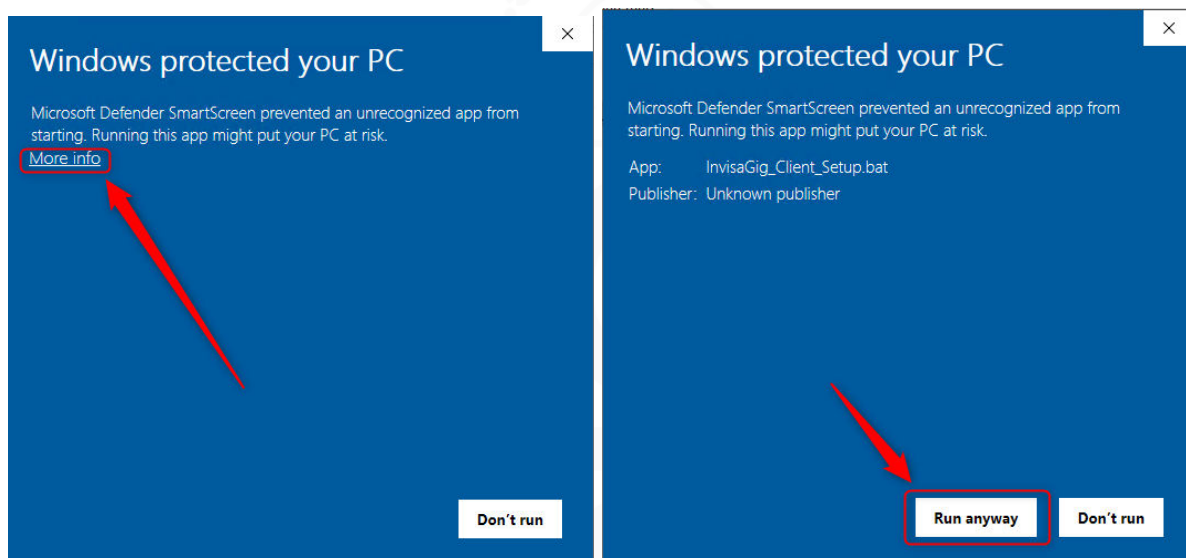 Windows protected your PC
Microsoft Defender SmartScreen prevented an unrecognized app from
starting. Running this app might put your PC at risk.
More info
Don't run
Windows protected your PC
Microsoft Defender SmartScreen prevented an unrecognized app from
starting. Running this app might put your PC at risk.
App: InvisaGig_Client_Setup.bat
Publisher: Unknown publisher
Run anyway Don't run